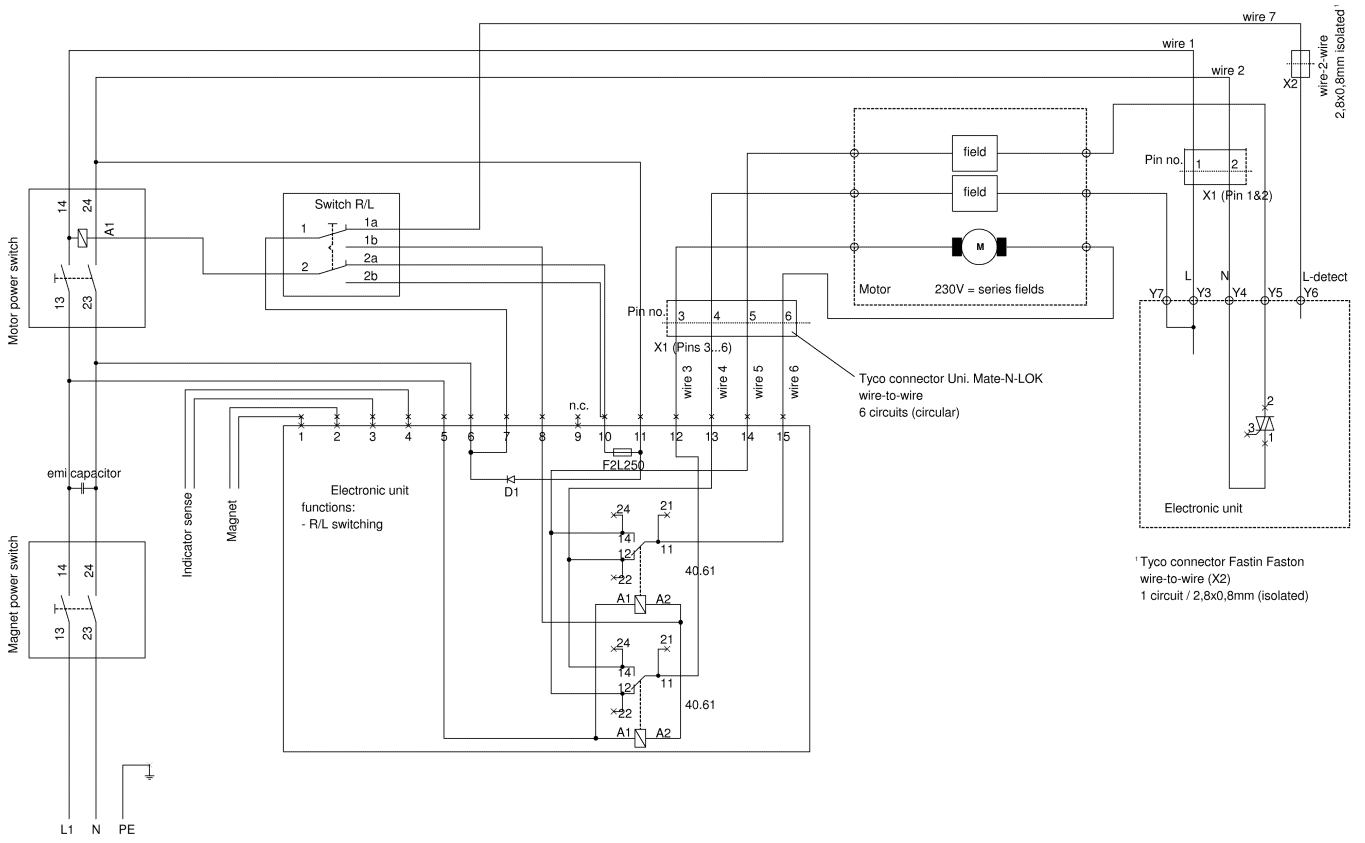 wire 7
wire 1
wire 2
X2
wire-2-wire
2,8x0,8mm isolated¹
Pin no.
1
2
X1 (Pin 1&2)
field
field
M
Motor
230V = series fields
L
N
L-detect
Y7
Y3
Y4
Y5
Y6
2
3
1
Electronic unit
¹ Tyco connector Fastin Faston
wire-to-wire (X2)
1 circuit / 2,8x0,8mm (isolated)
Motor power switch
14
24
A1
13
23
Switch R/L
1
1a
1b
2
2a
2b
Pin no.
3
4
5
6
X1 (Pins 3...6)
wire 3
wire 4
wire 5
wire 6
Tyco connector Uni. Mate-N-LOK
wire-to-wire
6 circuits (circular)
n.c.
1
2
3
4
5
6
7
8
9
10
11
12
13
14
15
F2L250
D1
Electronic unit
functions:
- R/L switching
Indicator sense
Magnet
emi capacitor
24
21
14
12
11
22
40.61
A1
A2
24
21
14
12
11
22
40.61
A1
A2
Magnet power switch
14
24
13
23
L1
N
PE